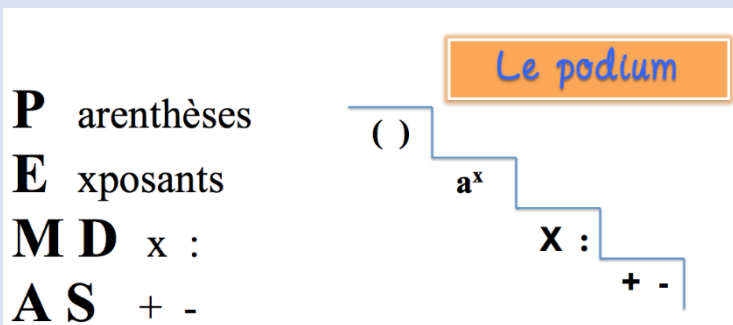 Le podium
P arenthèses
E xposants
M D x :
A S + -
( )
aˣ
X :
+ -